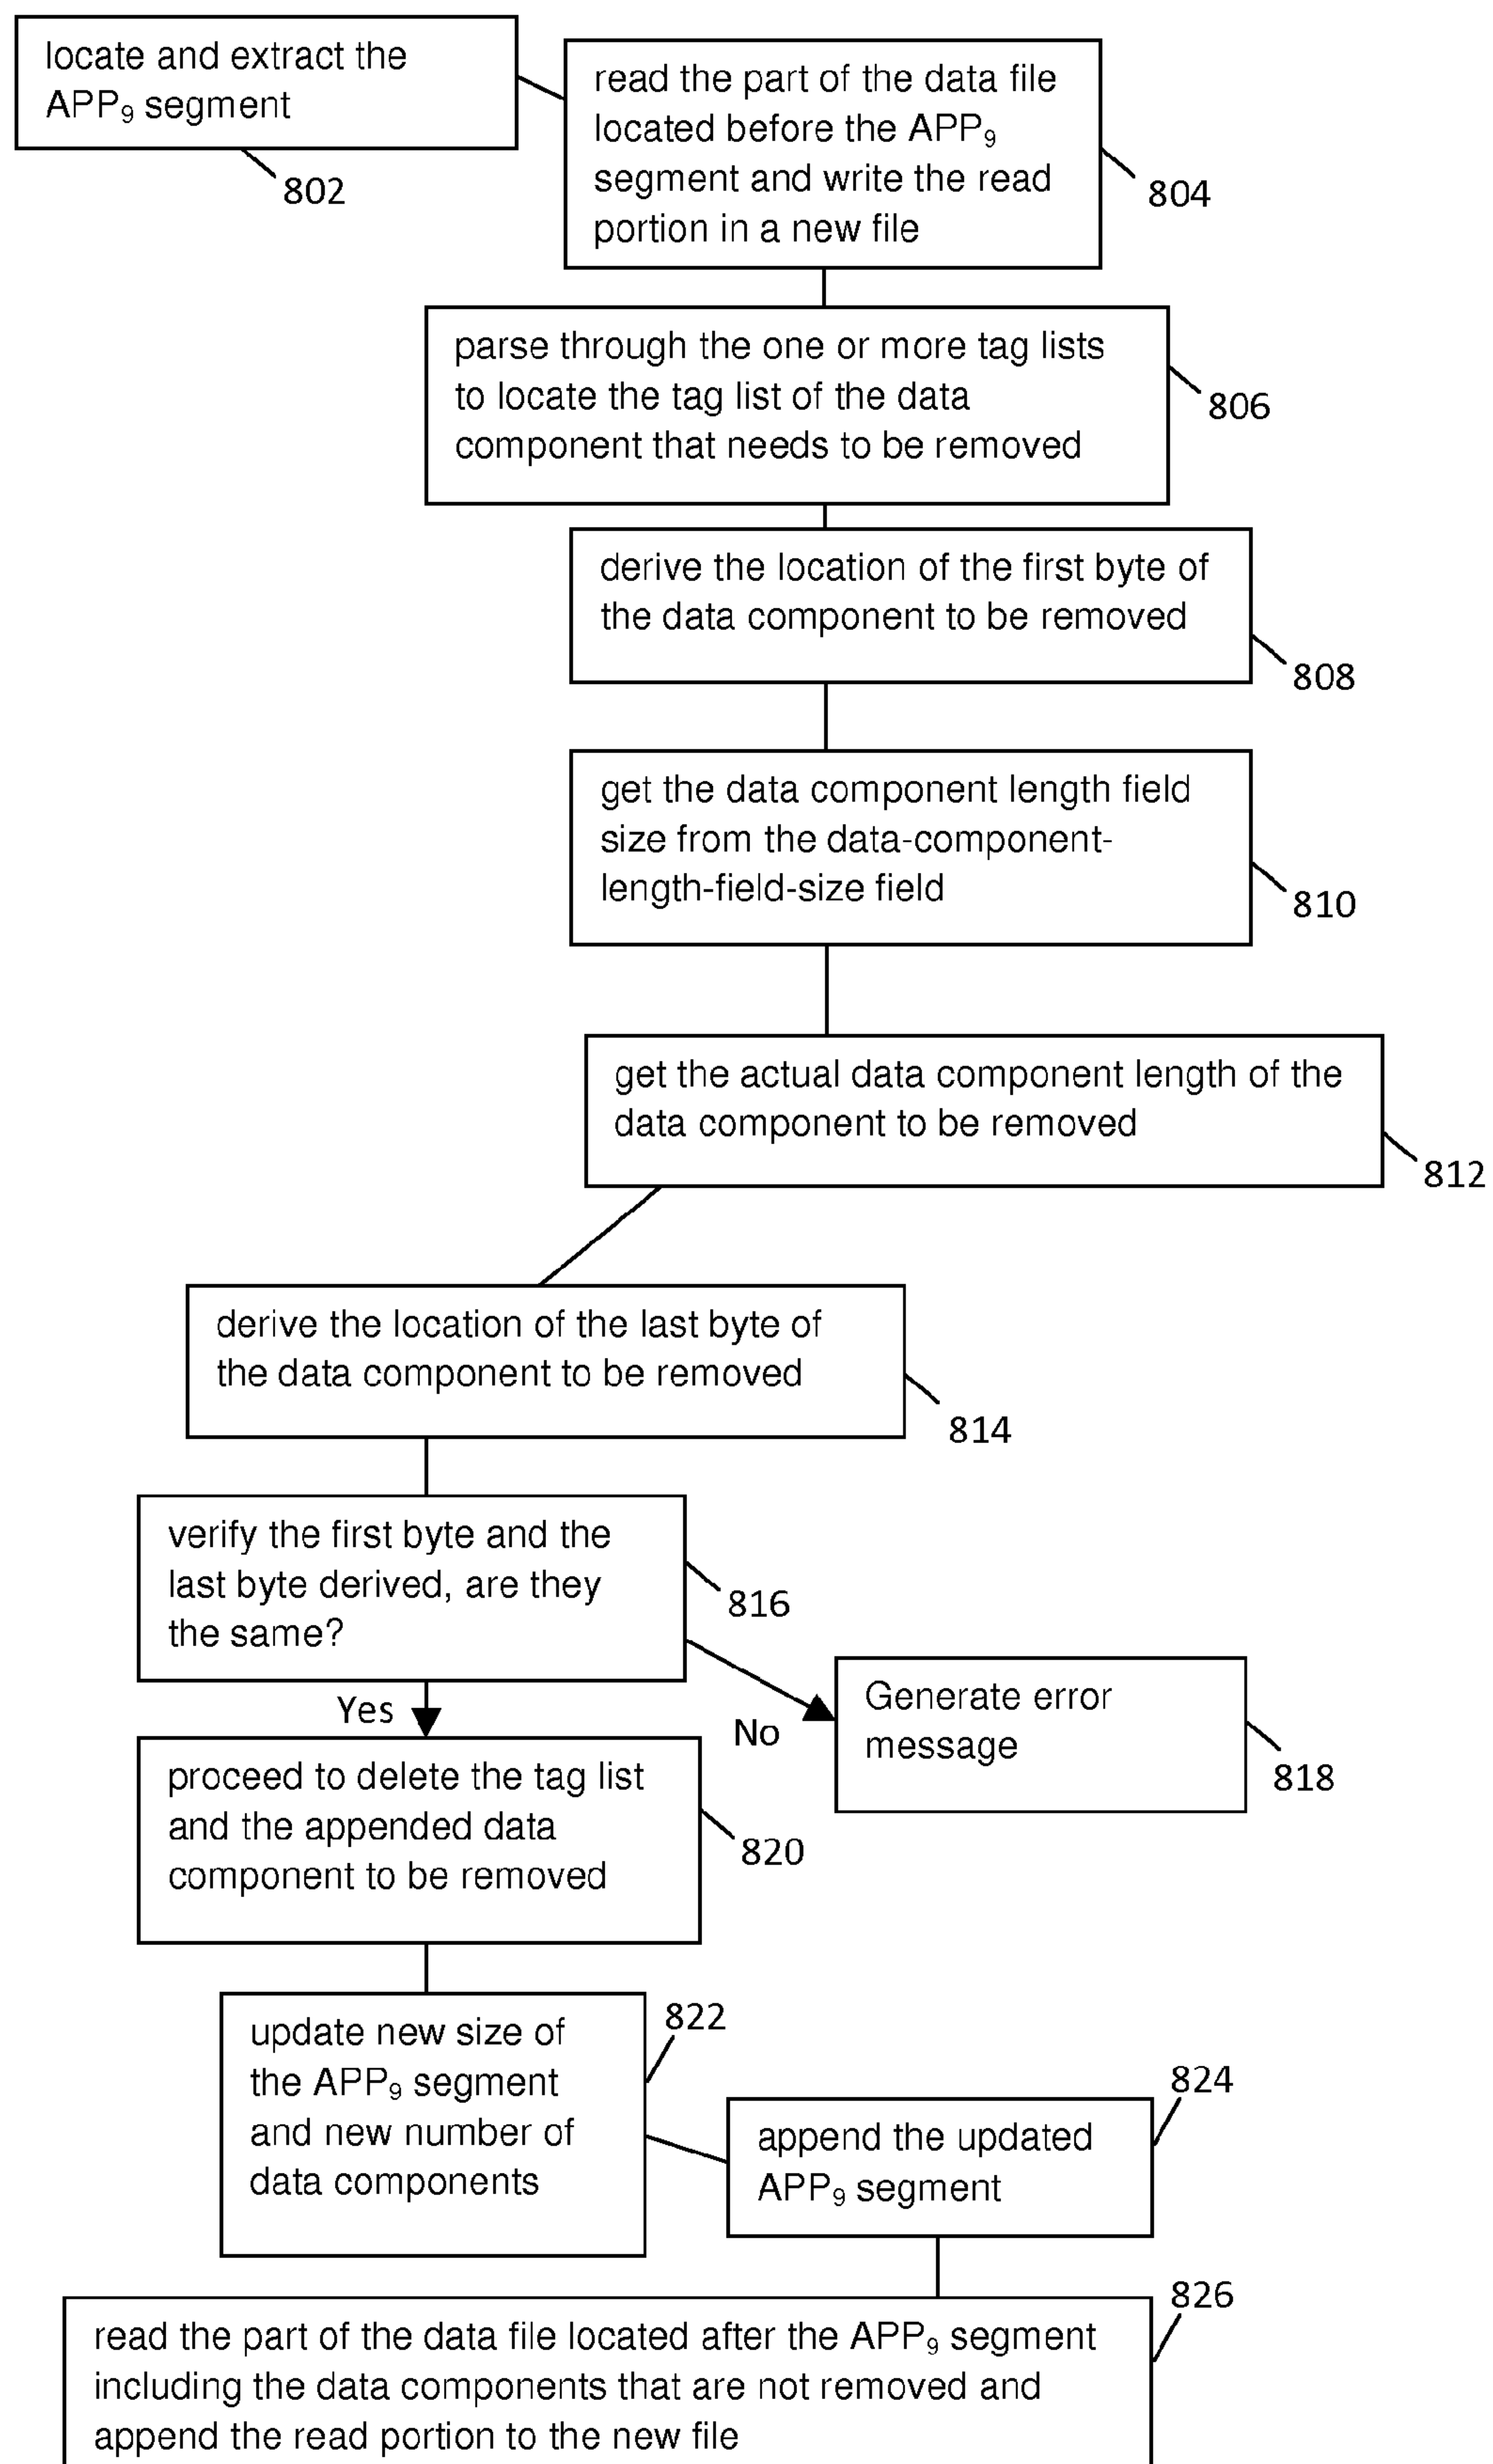 locate and extract the
APP₉ segment
802
read the part of the data file
located before the APP₉
segment and write the read
portion in a new file
804
parse through the one or more tag lists
to locate the tag list of the data
component that needs to be removed
806
derive the location of the first byte of
the data component to be removed
808
get the data component length field
size from the data-component-
length-field-size field
810
get the actual data component length of the
data component to be removed
812
derive the location of the last byte of
the data component to be removed
814
verify the first byte and the
last byte derived, are they
the same?
816
Yes
No
Generate error
message
818
proceed to delete the tag list
and the appended data
component to be removed
820
update new size of
the APP₉ segment
and new number of
data components
822
append the updated
APP₉ segment
824
read the part of the data file located after the APP₉ segment
including the data components that are not removed and
append the read portion to the new file
826